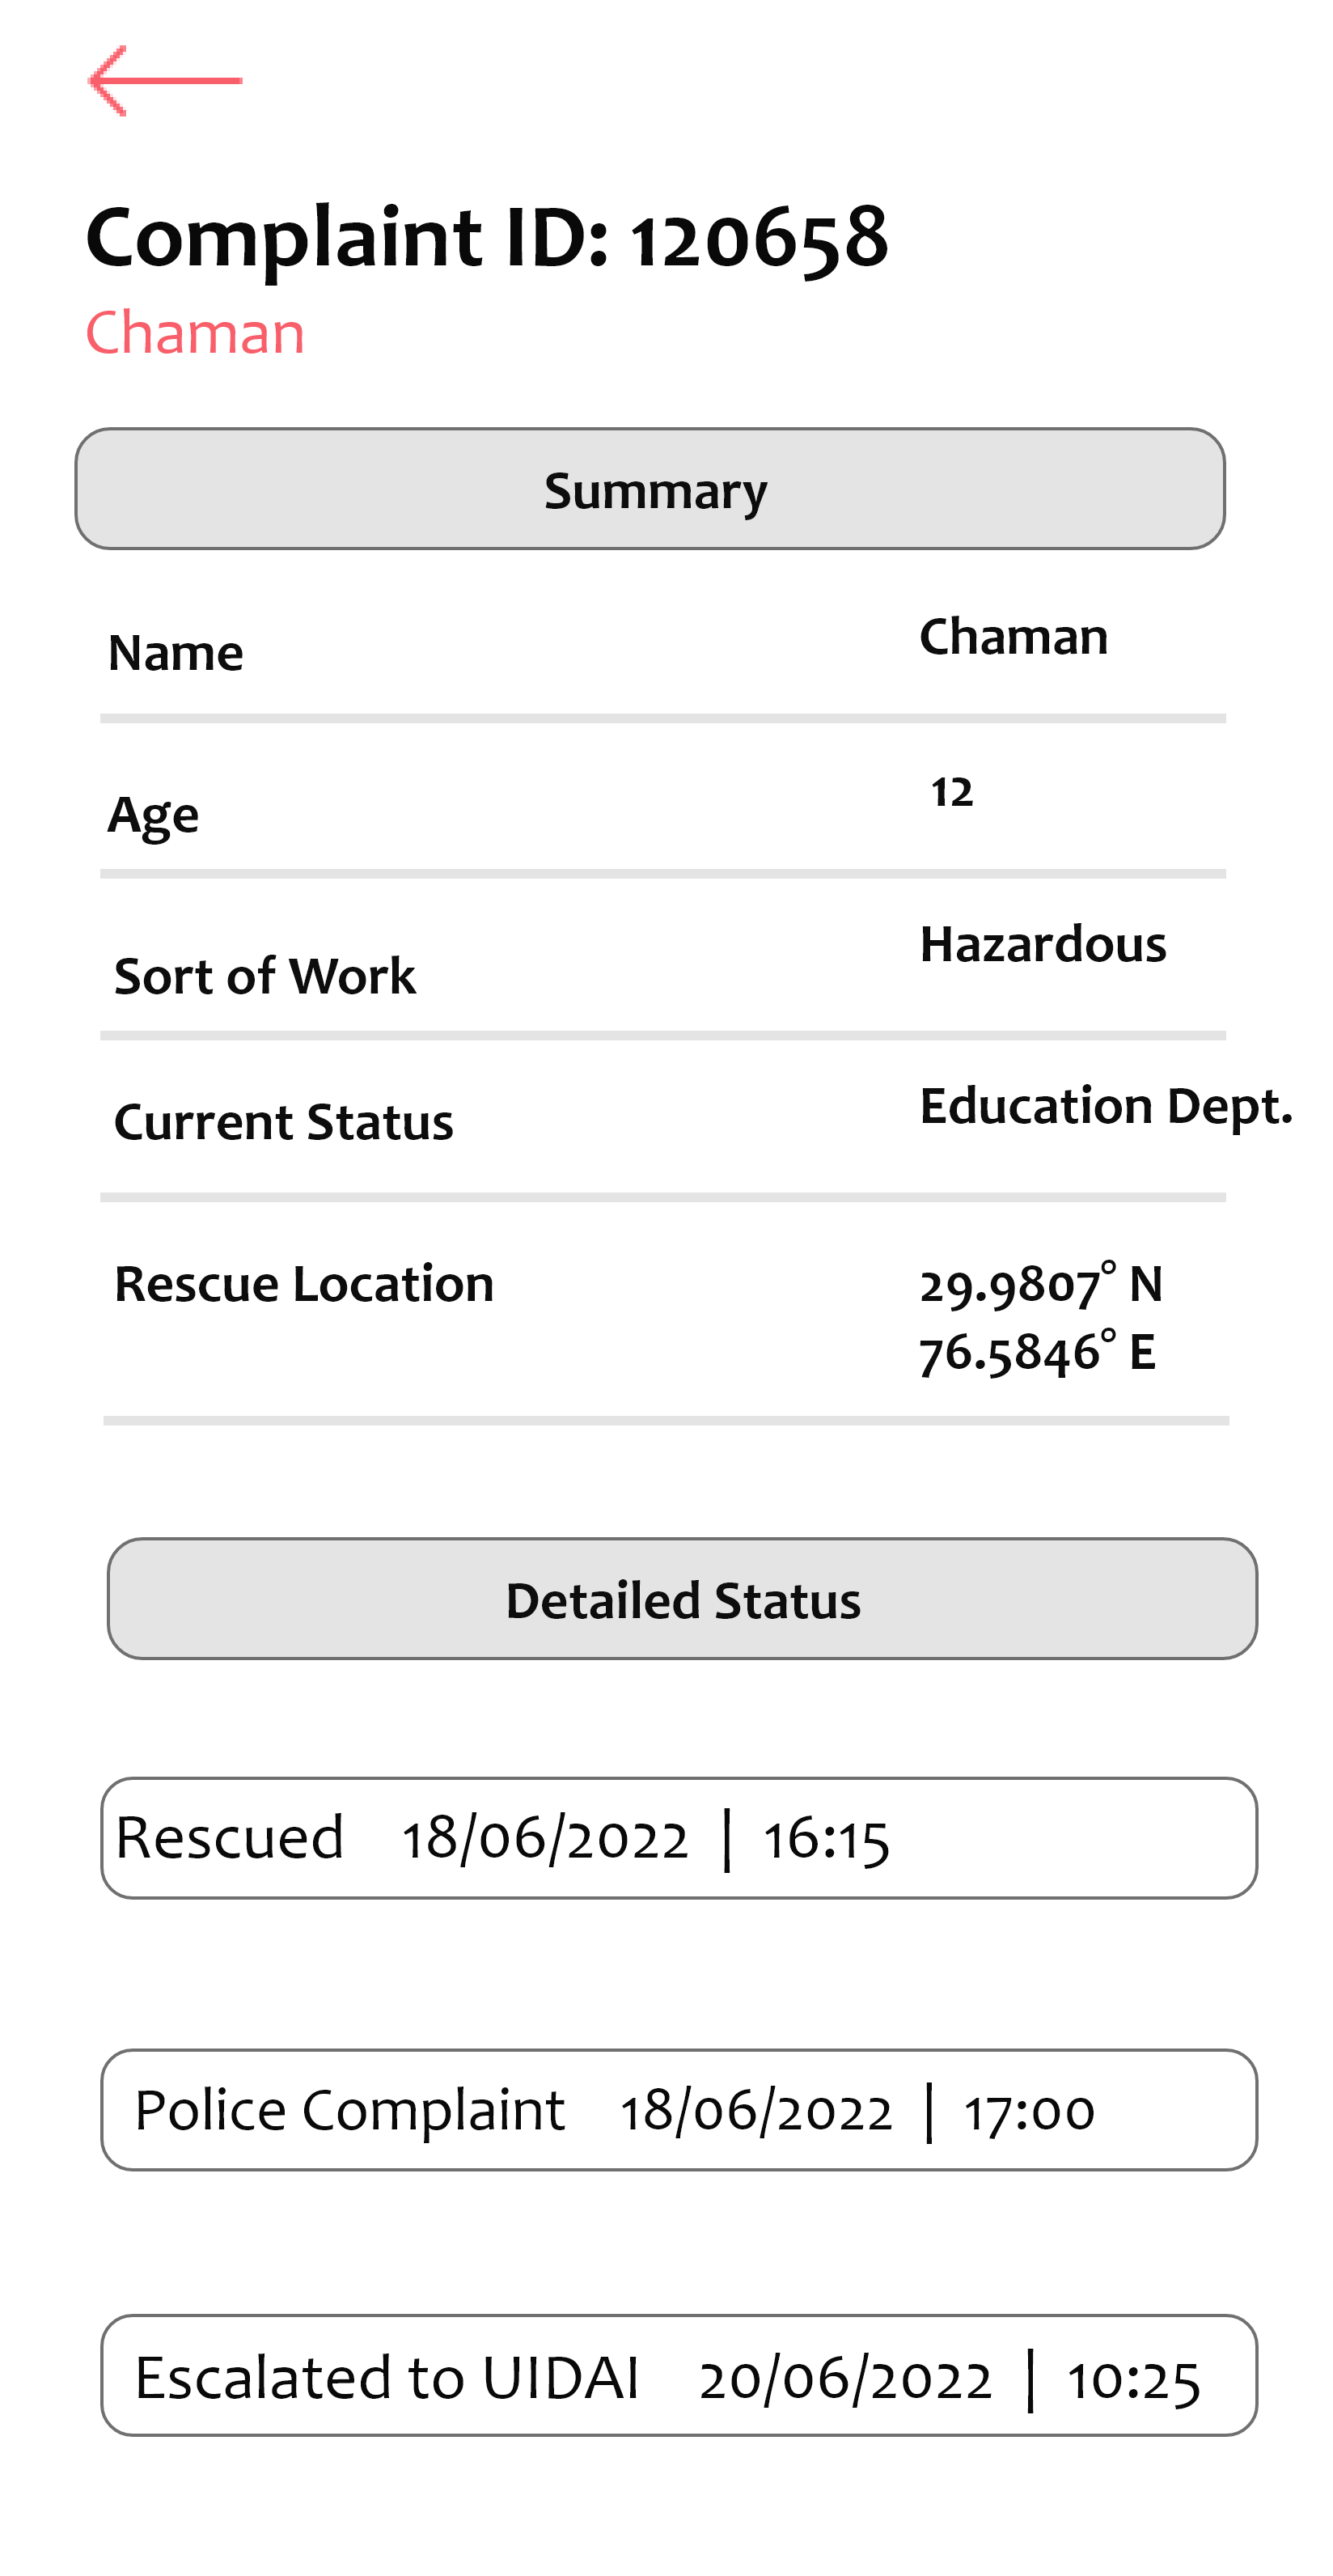 Complaint ID: 120658
Chaman
Summary
Name Chaman
Age 12
Sort of Work Hazardous
Current Status Education Dept.
Rescue Location 29.9807° N
76.5846° E
Detailed Status
Rescued 18/06/2022 | 16:15
Police Complaint 18/06/2022 | 17:00
Escalated to UIDAI 20/06/2022 | 10:25